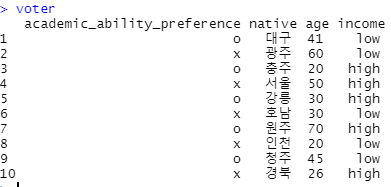 > voter
academic_ability_preference native age income
1 o 대구 41 low
2 x 광주 60 low
3 o 충주 20 high
4 x 서울 50 high
5 o 강릉 30 high
6 x 호남 30 low
7 o 원주 70 high
8 x 인천 20 low
9 o 청주 45 low
10 x 경북 26 high